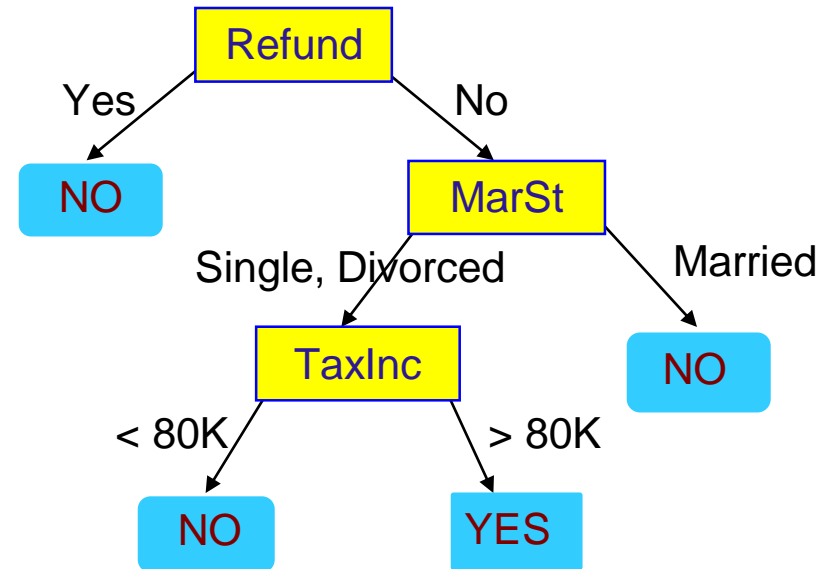 Refund
Yes
No
NO
MarSt
Single, Divorced
Married
TaxInc
NO
< 80K
> 80K
NO
YES